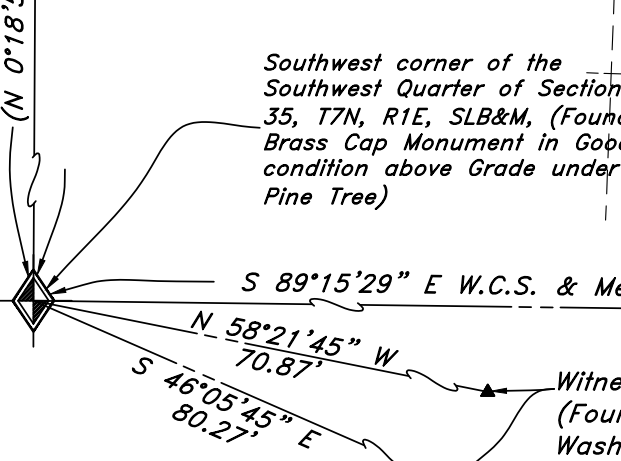 (N 0°18'5
Southwest corner of the
Southwest Quarter of Section
35, T7N, R1E, SLB&M, (Found
Brass Cap Monument in Good
condition above Grade under
Pine Tree)
S 89°15'29" E W.C.S. & Me
N 58°21'45" W
70.87'
S 46°05'45" E
80.27'
Witne
(Foun
Wash